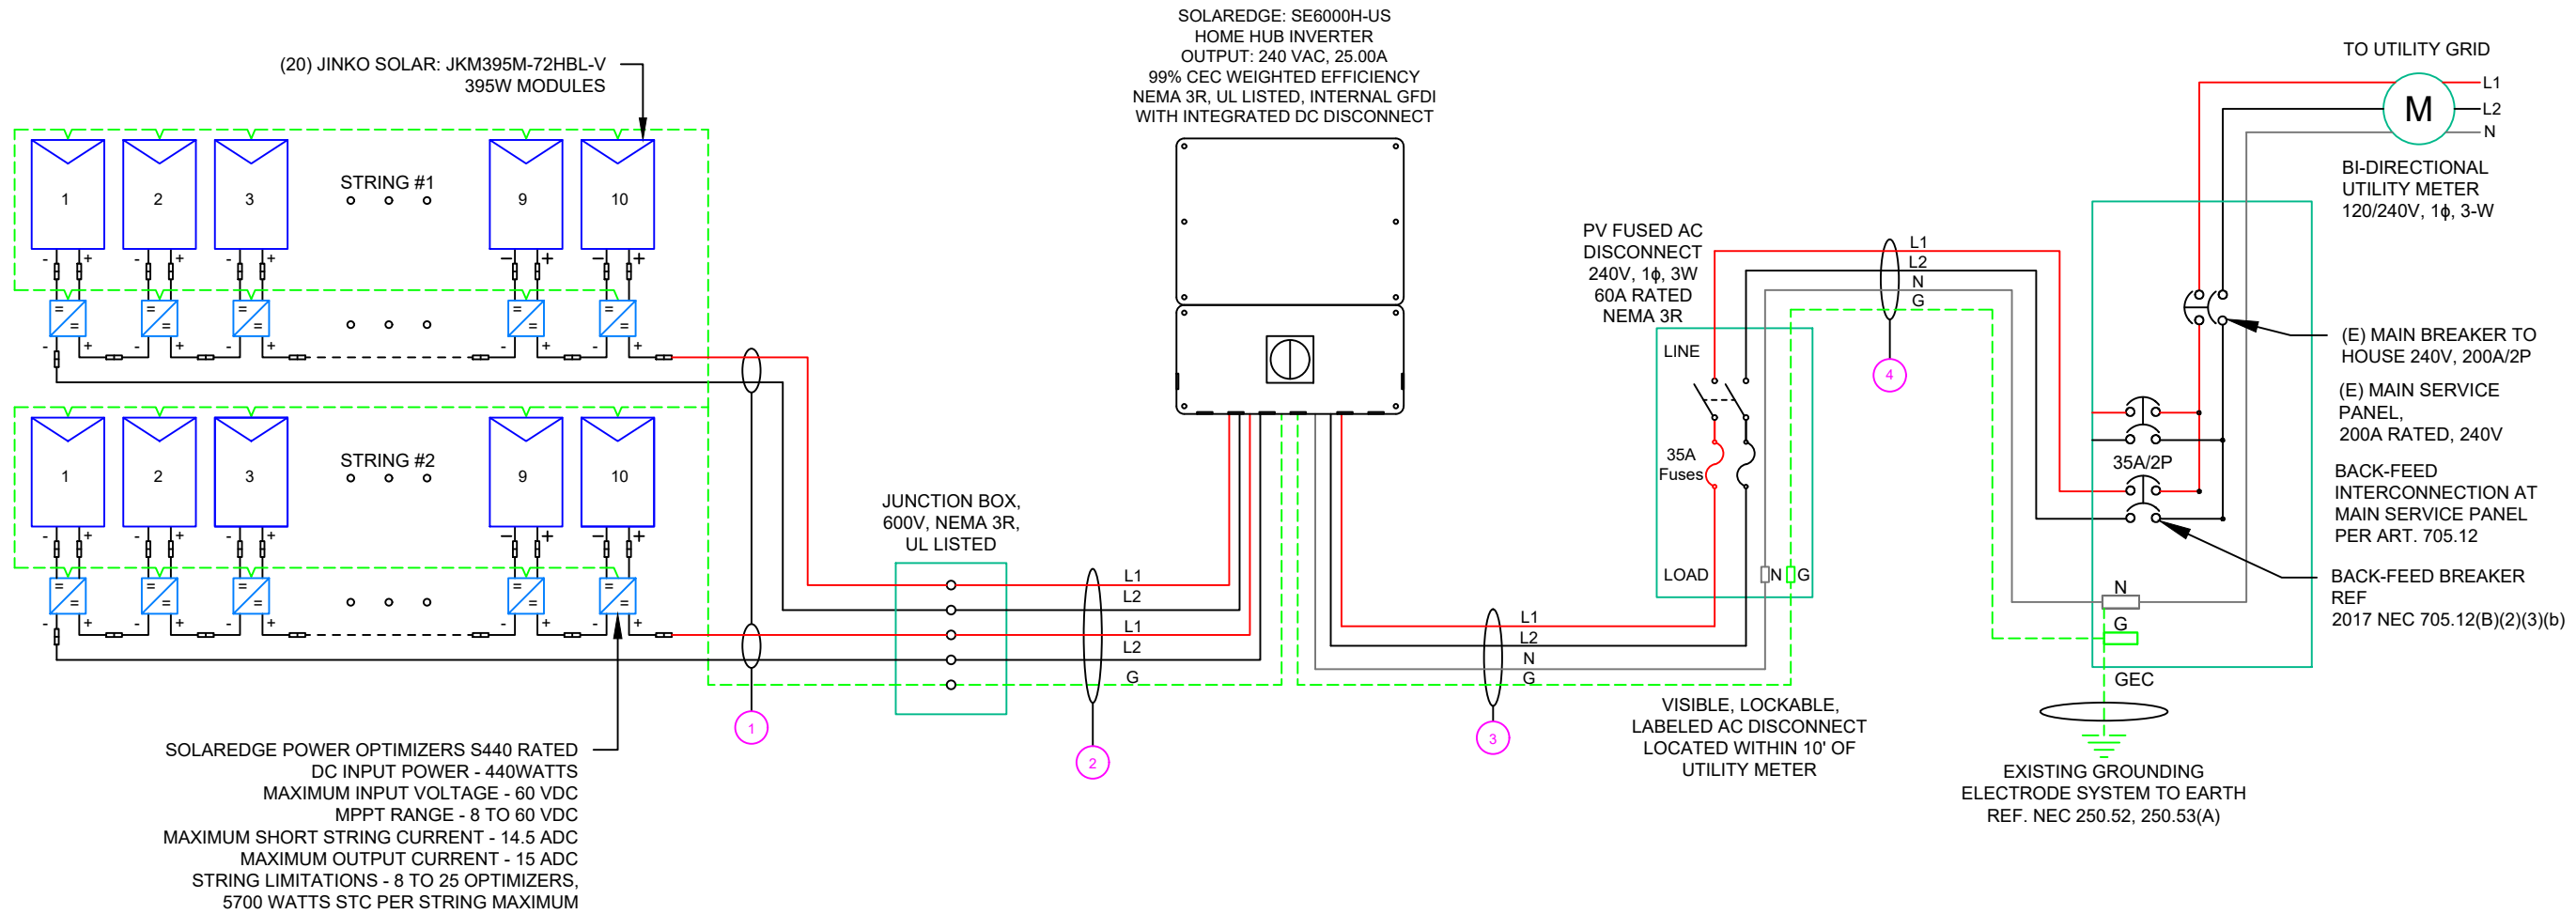 SOLAREDGE: SE6000H-US
HOME HUB INVERTER
OUTPUT: 240 VAC, 25.00A
99% CEC WEIGHTED EFFICIENCY
NEMA 3R, UL LISTED, INTERNAL GFDI
WITH INTEGRATED DC DISCONNECT
(20) JINKO SOLAR: JKM395M-72HBL-V
395W MODULES
1
2
3
STRING #1
9
10
- +
- +
- +
- +
- +
=
=
=
=
=
=
=
=
=
=
- +
- +
- +
- +
- +
1
2
3
STRING #2
9
10
- +
- +
- +
- +
- +
=
=
=
=
=
=
=
=
=
=
- +
- +
- +
- +
- +
1
SOLAREDGE POWER OPTIMIZERS S440 RATED
DC INPUT POWER - 440WATTS
MAXIMUM INPUT VOLTAGE - 60 VDC
MPPT RANGE - 8 TO 60 VDC
MAXIMUM SHORT STRING CURRENT - 14.5 ADC
MAXIMUM OUTPUT CURRENT - 15 ADC
STRING LIMITATIONS - 8 TO 25 OPTIMIZERS,
5700 WATTS STC PER STRING MAXIMUM
JUNCTION BOX,
600V, NEMA 3R,
UL LISTED
L1
L2
L1
L2
G
2
L1
L2
N
G
3
PV FUSED AC
DISCONNECT
240V, 1ϕ, 3W
60A RATED
NEMA 3R
LINE
35A
Fuses
LOAD
N
G
VISIBLE, LOCKABLE,
LABELED AC DISCONNECT
LOCATED WITHIN 10' OF
UTILITY METER
L1
L2
N
G
4
TO UTILITY GRID
M
L1
L2
N
BI-DIRECTIONAL
UTILITY METER
120/240V, 1ϕ, 3-W
(E) MAIN BREAKER TO
HOUSE 240V, 200A/2P
(E) MAIN SERVICE
PANEL,
200A RATED, 240V
35A/2P
BACK-FEED
INTERCONNECTION AT
MAIN SERVICE PANEL
PER ART. 705.12
BACK-FEED BREAKER
REF
2017 NEC 705.12(B)(2)(3)(b)
N
G
GEC
EXISTING GROUNDING
ELECTRODE SYSTEM TO EARTH
REF. NEC 250.52, 250.53(A)